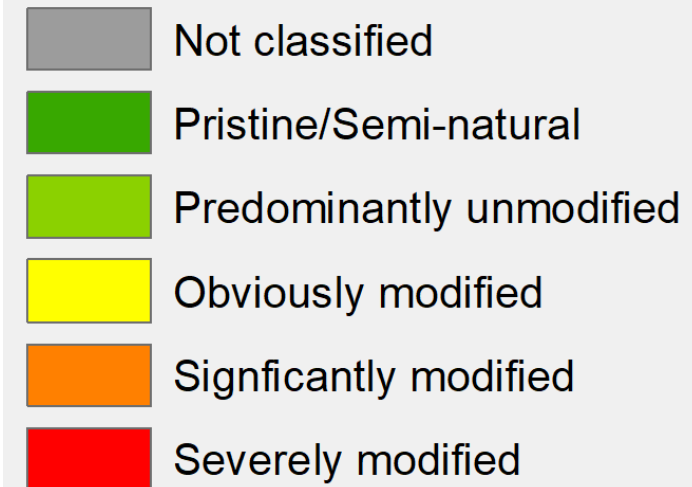 Not classified
Pristine/Semi-natural
Predominantly unmodified
Obviously modified
Signficantly modified
Severely modified